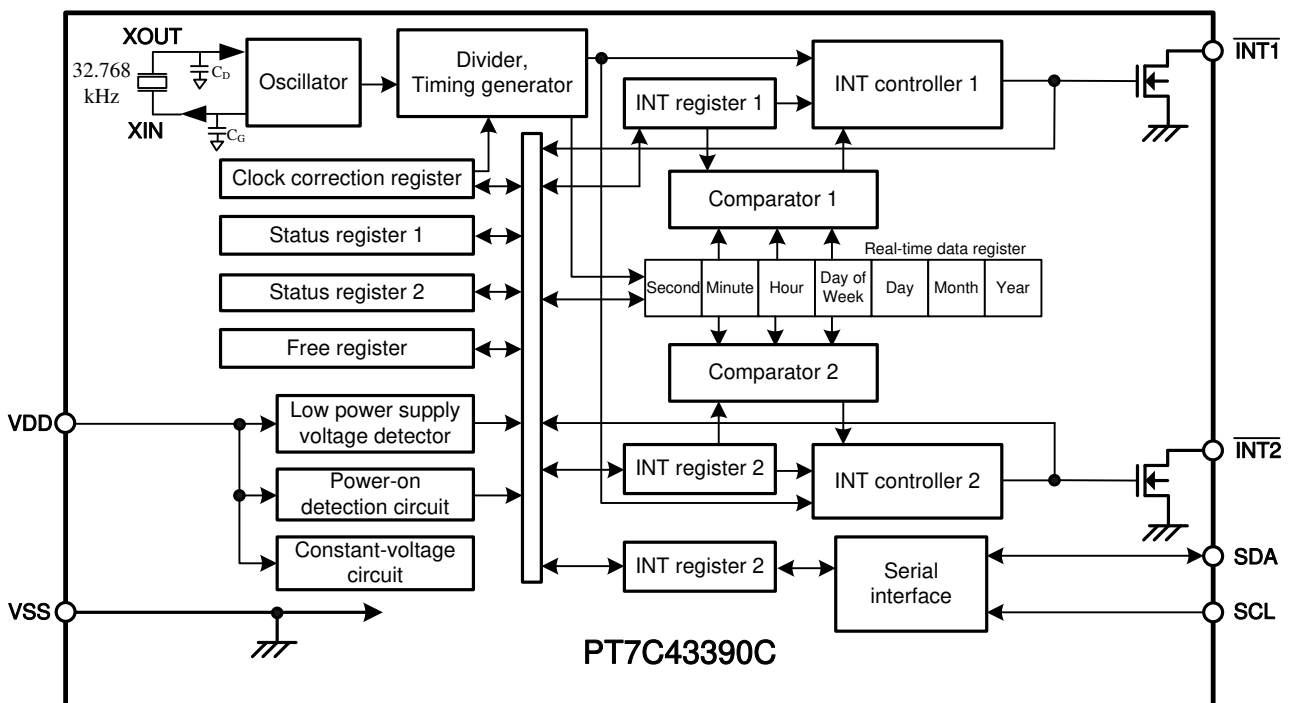 XOUT
32.768
kHz
C_D
XIN
C_G
Oscillator
Divider,
Timing generator
INT controller 1
INT register 1
INT1
Clock correction register
Comparator 1
Status register 1
Real-time data register
Second
Minute
Hour
Day of
Week
Day
Month
Year
Status register 2
Free register
Comparator 2
VDD
Low power supply
voltage detector
INT2
INT register 2
INT controller 2
Power-on
detection circuit
Constant-voltage
circuit
INT register 2
Serial
interface
SDA
VSS
SCL
PT7C43390C